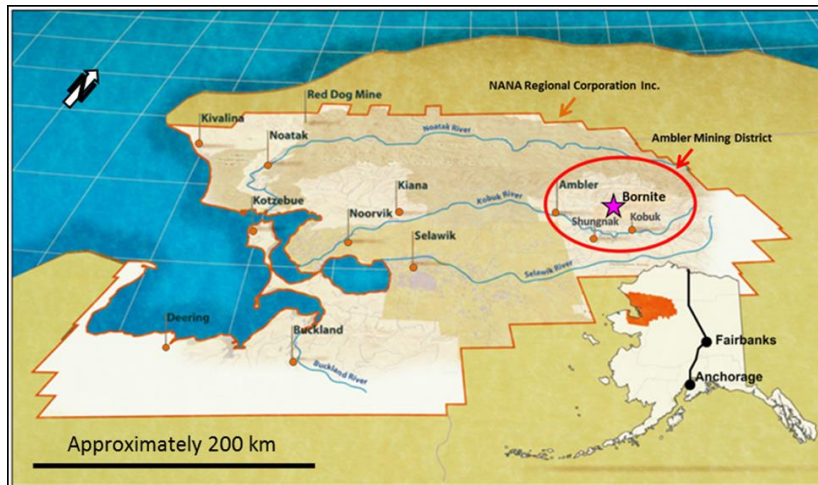 NANA Regional Corporation Inc.
Red Dog Mine
Kivalina
Noatak
Noatak River
Ambler Mining District
Kotzebue
Kiana
Ambler
Bornite
Kobuk River
Noorvik
Shungnak
Kobuk
Selawik
Selawik River
Deering
Buckland
Buckland River
Fairbanks
Anchorage
Approximately 200 km
N